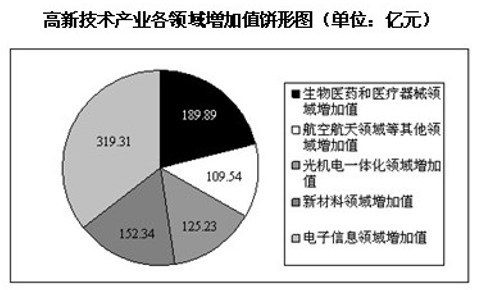 高新技术产业各领域增加值饼形图（单位：亿元）
319.31
189.89
109.54
125.23
152.34
生物医药和医疗器械领
域增加值
航空航天领域等其他领
域增加值
光机电一体化领域增加
值
新材料领域增加值
电子信息领域增加值